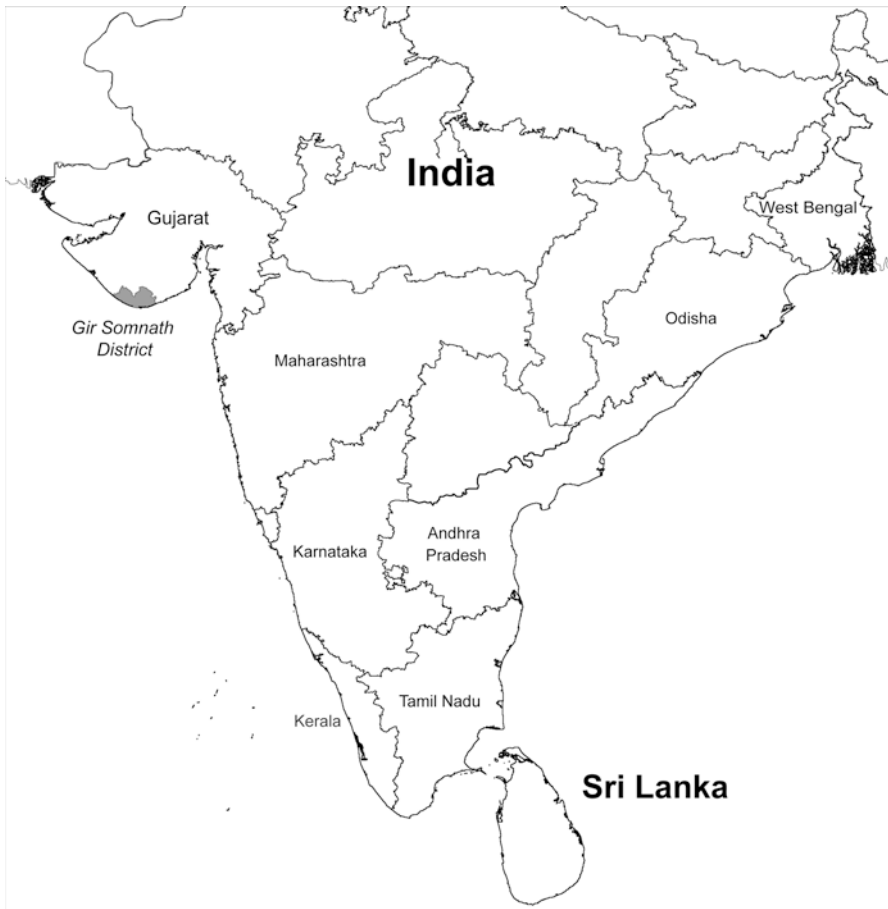 India
West Bengal
Gujarat
Odisha
Gir Somnath
District
Maharashtra
Andhra
Pradesh
Karnataka
Tamil Nadu
Kerala
Sri Lanka